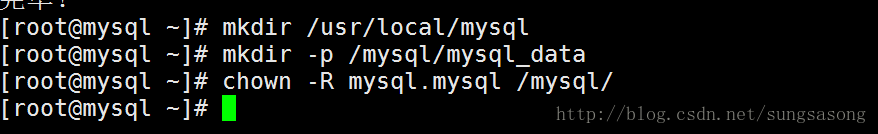 [root@mysql ~]# mkdir /usr/local/mysql
[root@mysql ~]# mkdir -p /mysql/mysql_data
[root@mysql ~]# chown -R mysql.mysql /mysql/
[root@mysql ~]#
http://blog.csdn.net/sungsasong